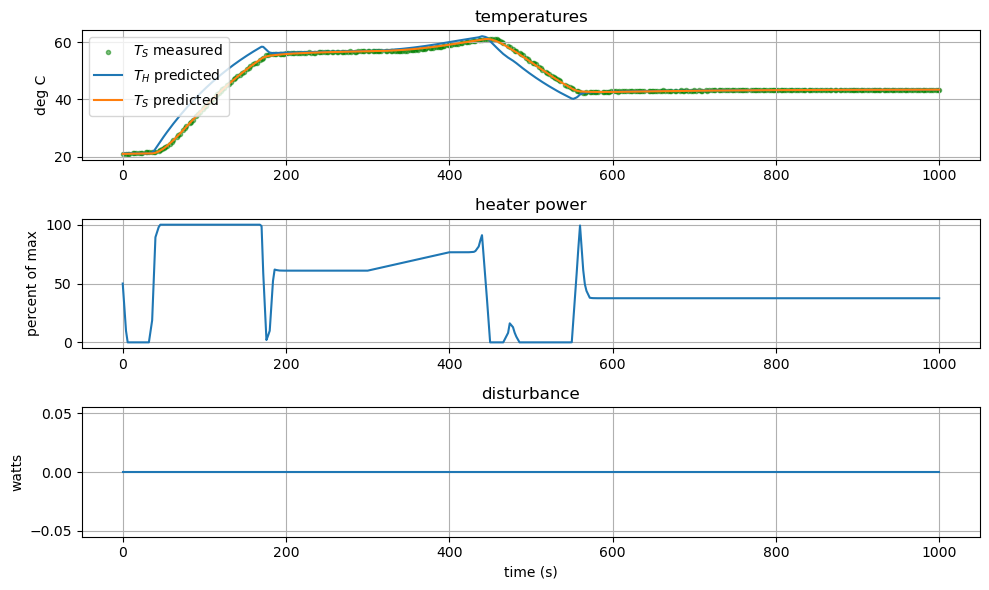 temperatures
60
40
20
deg C
T_S measured
T_H predicted
T_S predicted
0 200 400 600 800 1000
heater power
100
50
0
percent of max
0 200 400 600 800 1000
disturbance
0.05
0.00
−0.05
watts
0 200 400 600 800 1000
time (s)